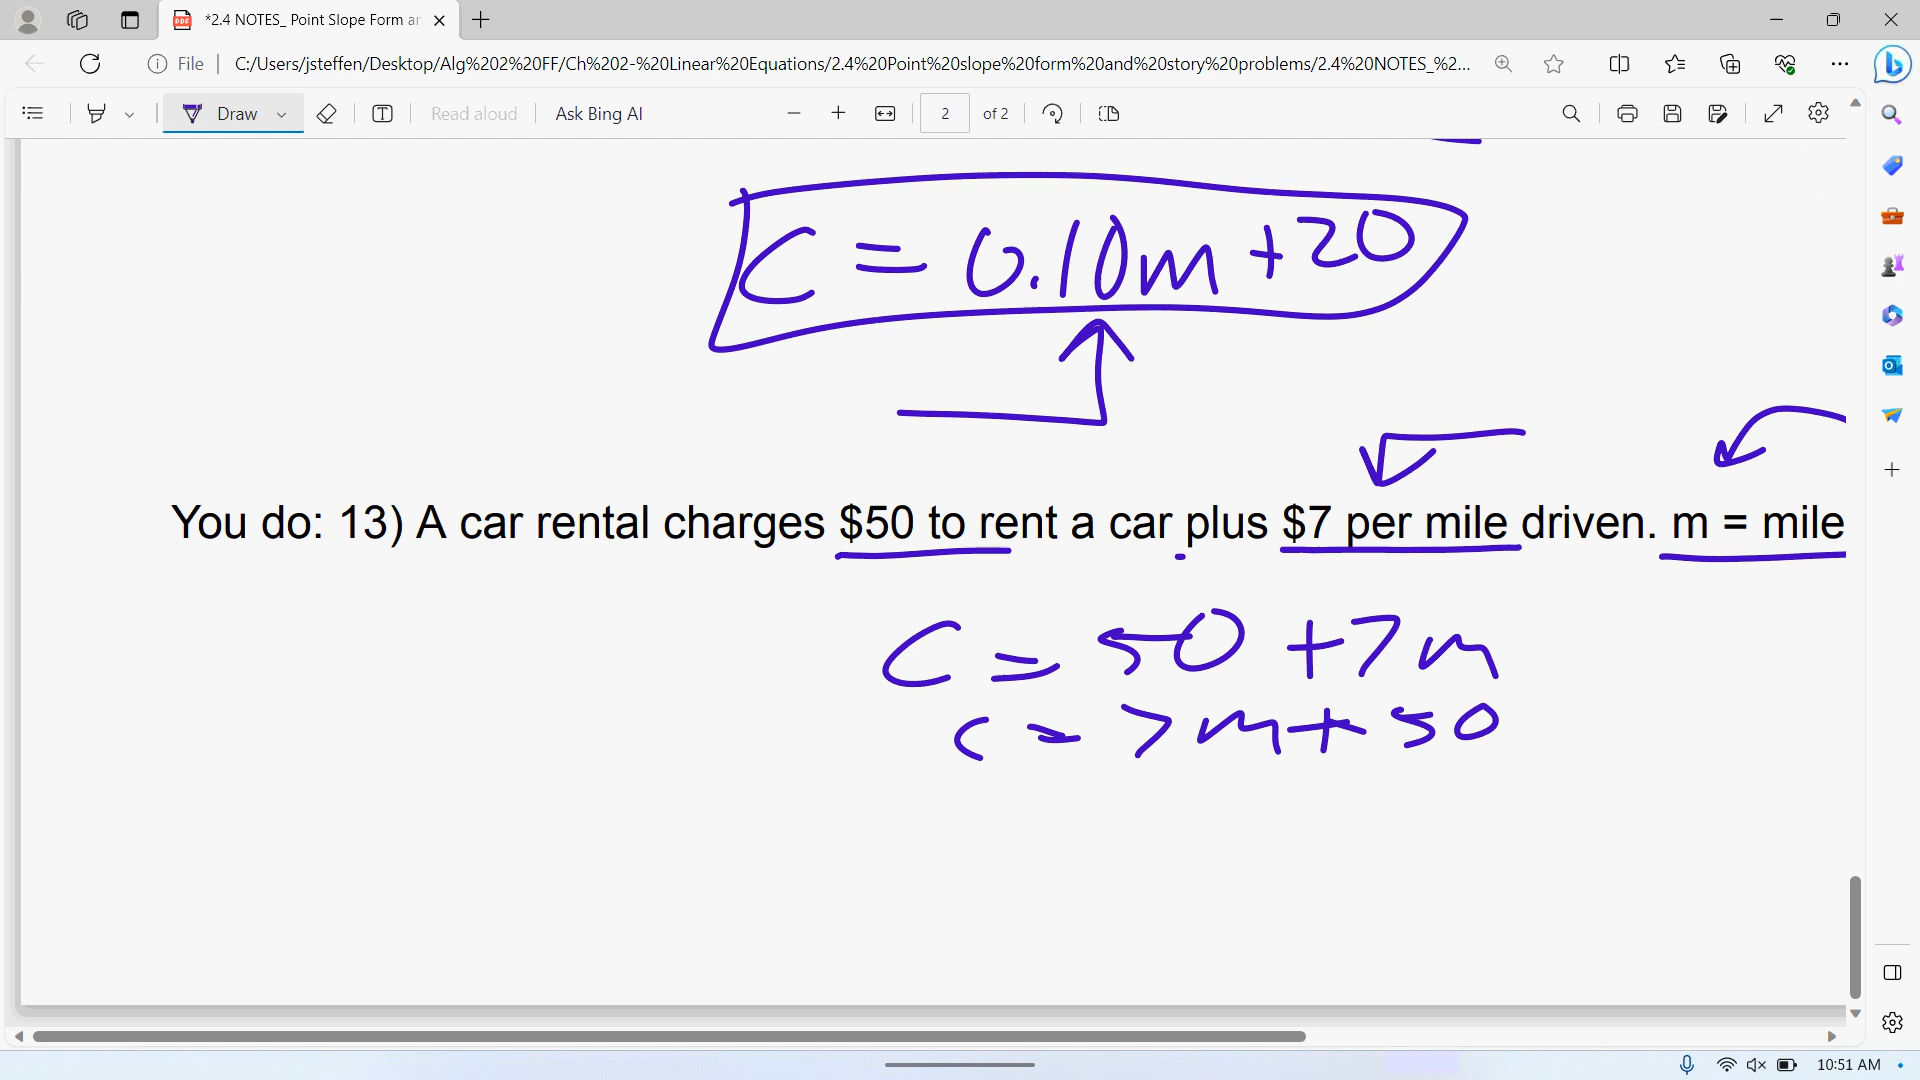 *2.4 NOTES_ Point Slope Form an
File
C:/Users/jsteffen/Desktop/Alg%202%20FF/Ch%202-%20Linear%20Equations/2.4%20Point%20slope%20form%20and%20story%20problems/2.4%20NOTES_%2...
Draw
Read aloud
Ask Bing AI
2 of 2
C = 0.10m + 20
You do: 13) A car rental charges $50 to rent a car plus $7 per mile driven. m = mile
C = 50 + 7m
C = 7m + 50
10:51 AM